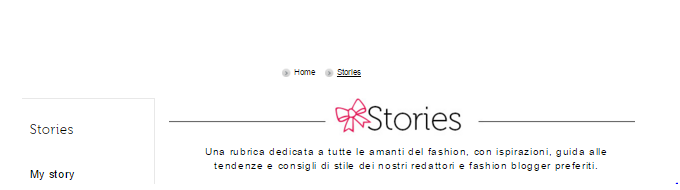 Home Stories
Stories
Stories
Una rubrica dedicata a tutte le amanti del fashion, con ispirazioni, guida alle
tendenze e consigli di stile dei nostri redattori e fashion blogger preferiti.
My story